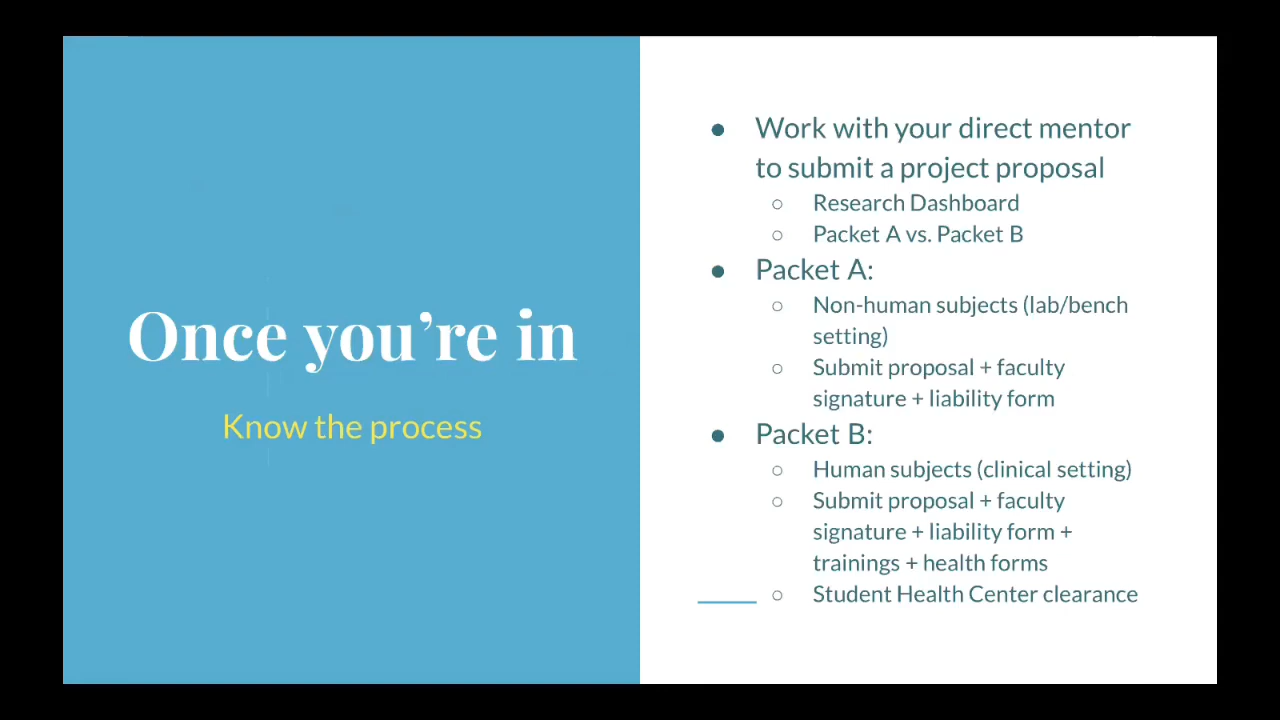 Once you're in
Know the process
● Work with your direct mentor
to submit a project proposal
○ Research Dashboard
○ Packet A vs. Packet B
● Packet A:
○ Non-human subjects (lab/bench
setting)
○ Submit proposal + faculty
signature + liability form
● Packet B:
○ Human subjects (clinical setting)
○ Submit proposal + faculty
signature + liability form +
trainings + health forms
○ Student Health Center clearance